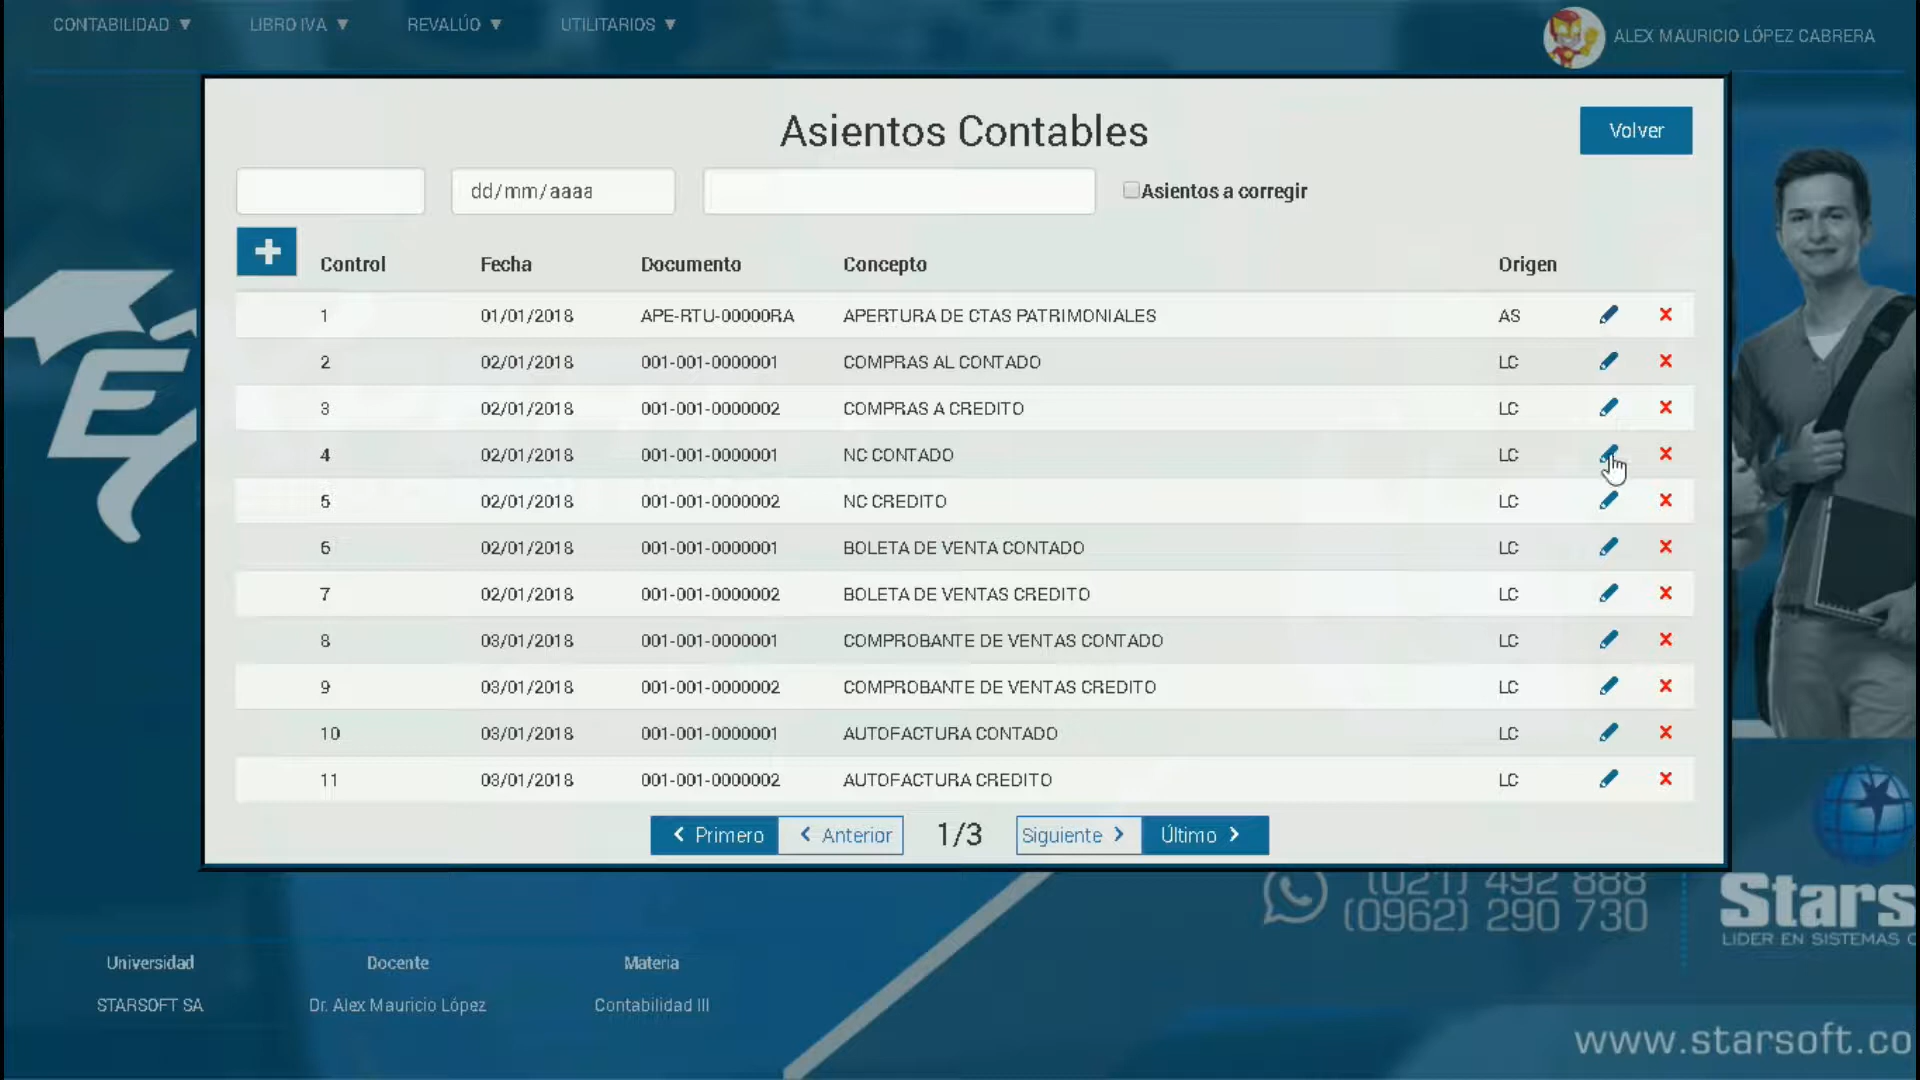 CONTABILIDAD ▼ LIBRO IVA ▼ REVALÚO ▼ UTILITARIOS ▼ ALEX MAURICIO LÓPEZ CABRERA
Asientos Contables Volver
dd/mm/aaaa Asientos a corregir
Control Fecha Documento Concepto Origen
1 01/01/2018 APE-RTU-00000RA APERTURA DE CTAS PATRIMONIALES AS
2 02/01/2018 001-001-0000001 COMPRAS AL CONTADO LC
3 02/01/2018 001-001-0000002 COMPRAS A CREDITO LC
4 02/01/2018 001-001-0000001 NC CONTADO LC
5 02/01/2018 001-001-0000002 NC CREDITO LC
6 02/01/2018 001-001-0000001 BOLETA DE VENTA CONTADO LC
7 02/01/2018 001-001-0000002 BOLETA DE VENTAS CREDITO LC
8 03/01/2018 001-001-0000001 COMPROBANTE DE VENTAS CONTADO LC
9 03/01/2018 001-001-0000002 COMPROBANTE DE VENTAS CREDITO LC
10 03/01/2018 001-001-0000001 AUTOFACTURA CONTADO LC
11 03/01/2018 001-001-0000002 AUTOFACTURA CREDITO LC
Primero Anterior 1/3 Siguiente Último
(021) 492 888
(0962) 290 730
Stars
LIDER EN SISTEMAS C
Universidad Docente Materia
STARSOFT SA Dr. Alex Mauricio López Contabilidad III
www.starsoft.co